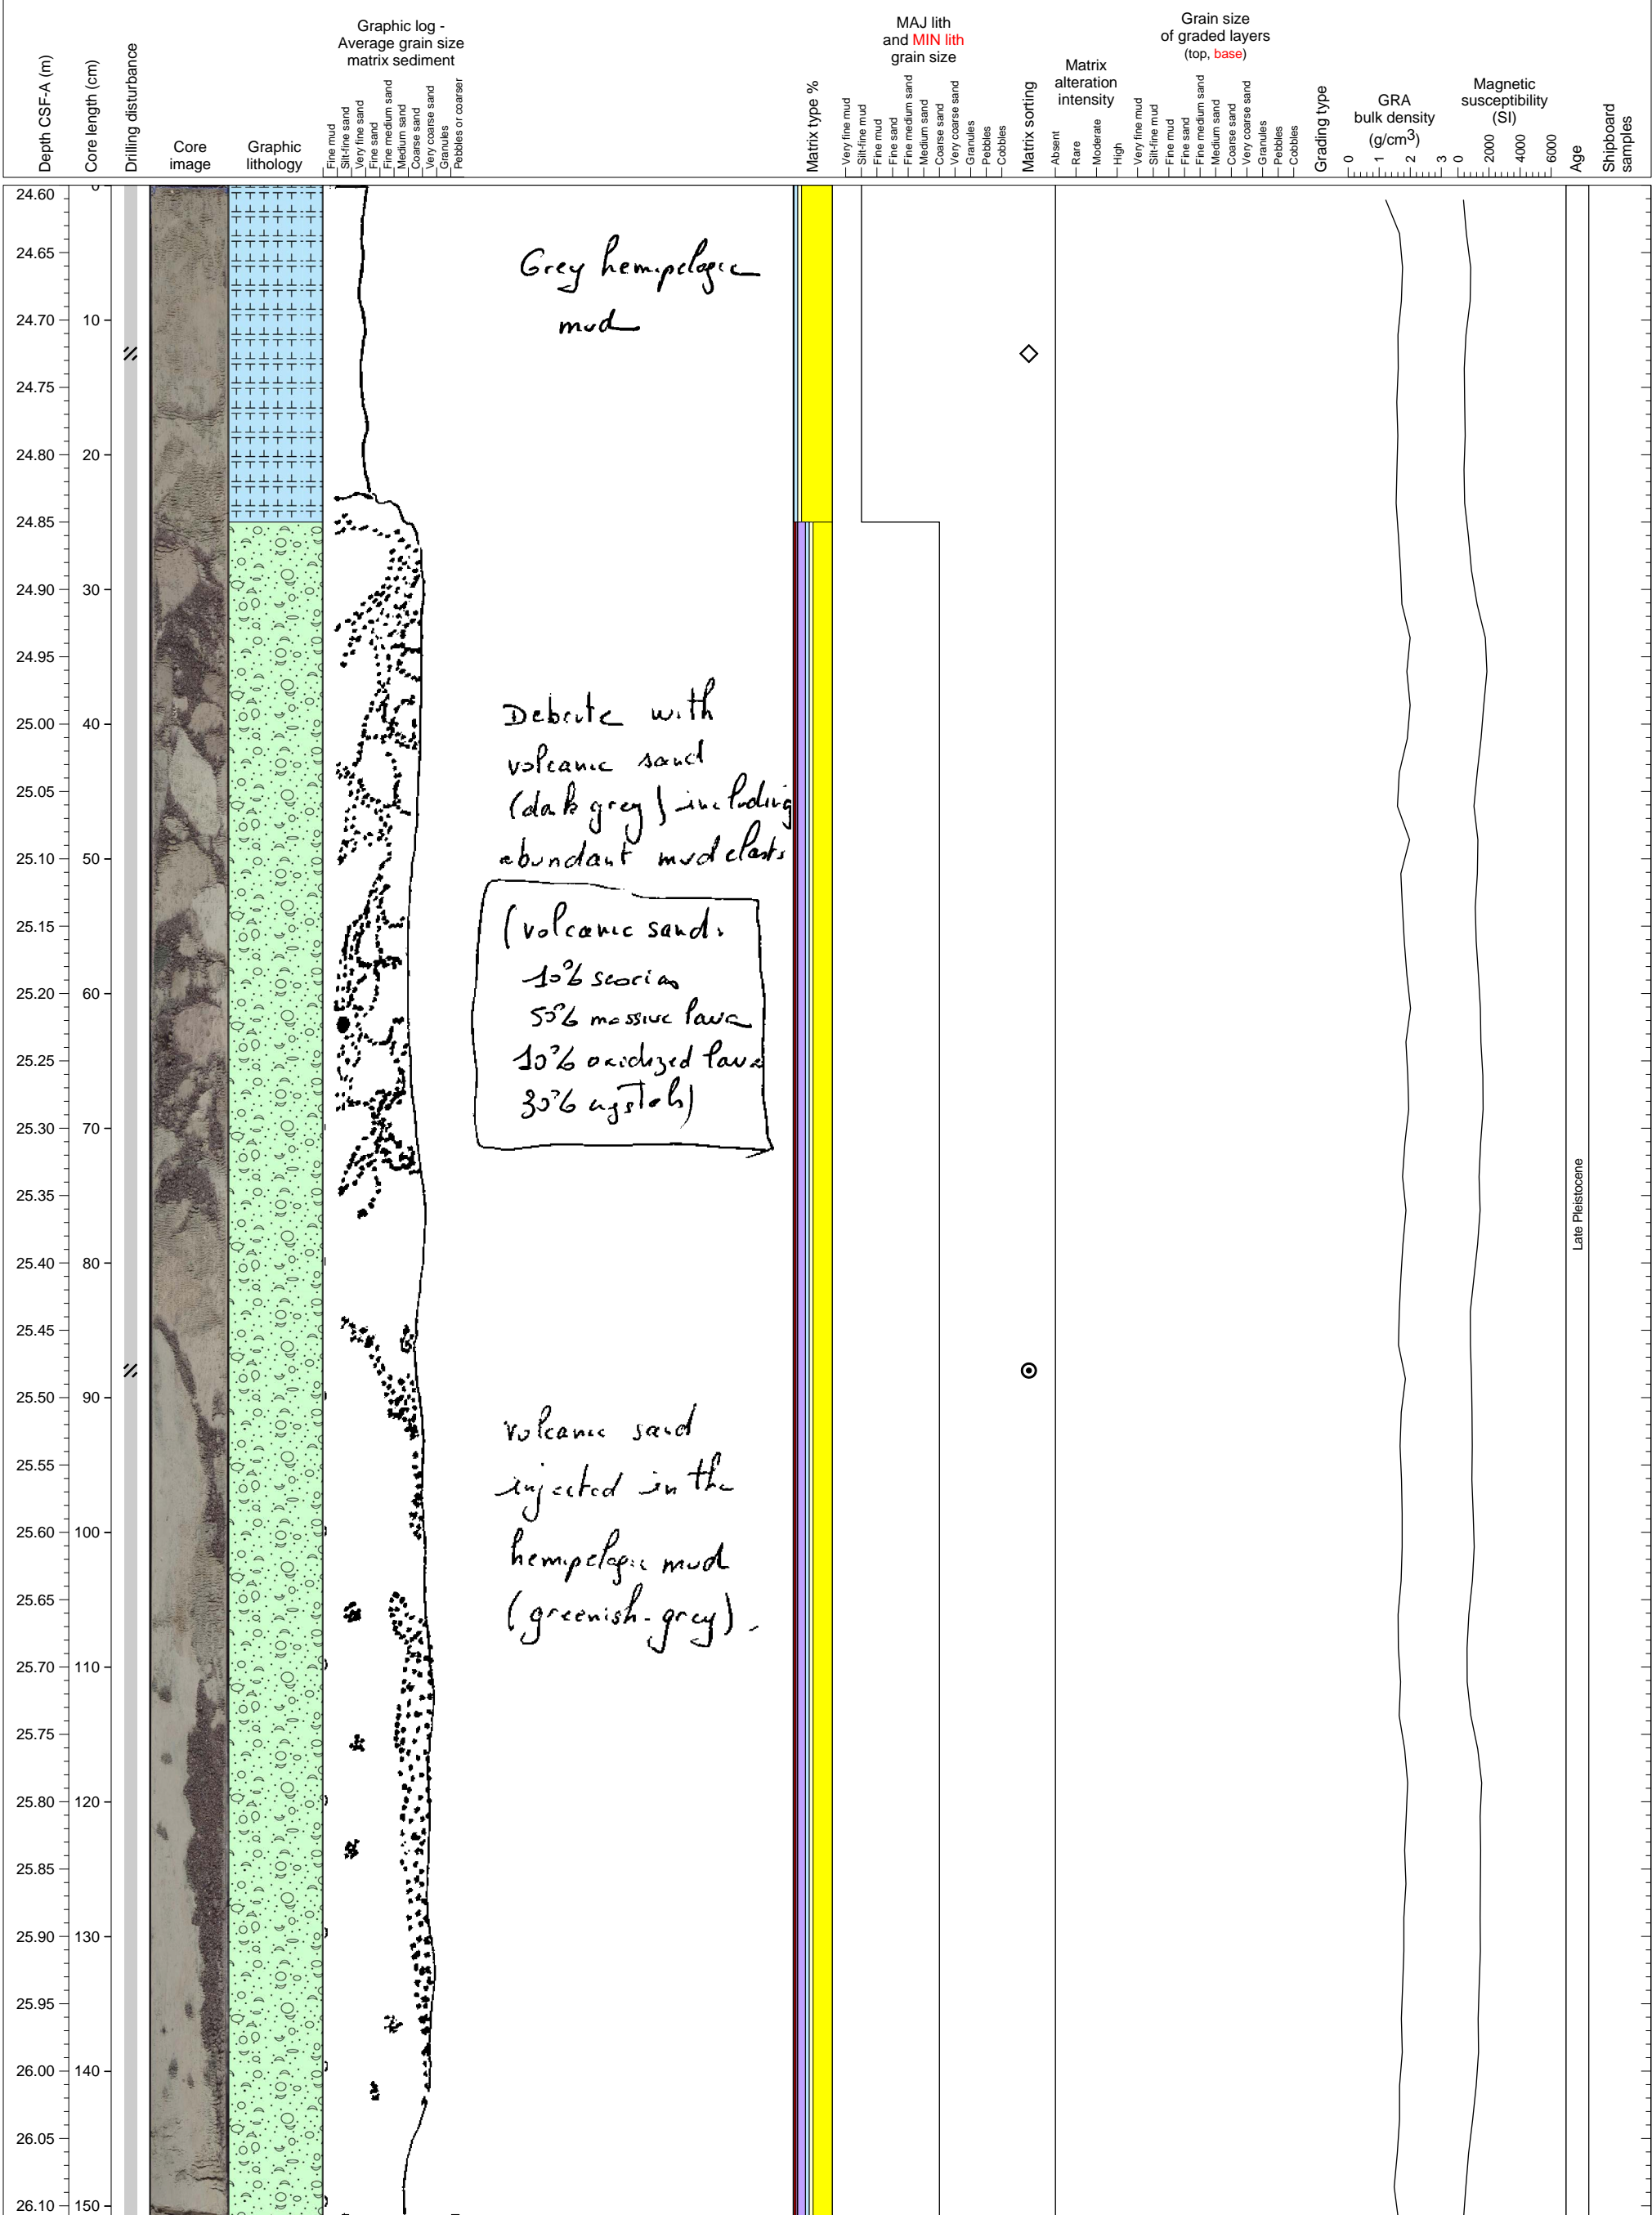 Depth CSF-A (m)
Core length (cm)
Drilling disturbance
Core
image
Graphic
lithology
Graphic log -
Average grain size
matrix sediment
Fine mud
Silt-fine sand
Very fine sand
Fine sand
Fine medium sand
Medium sand
Coarse sand
Very coarse sand
Granules
Pebbles or coarser
Matrix type %
MAJ lith
and MIN lith
grain size
Very fine mud
Silt-fine mud
Fine mud
Fine sand
Fine medium sand
Medium sand
Coarse sand
Very coarse sand
Granules
Pebbles
Cobbles
Matrix sorting
Matrix
alteration
intensity
Absent
Rare
Moderate
High
Grain size
of graded layers
(top, base)
Very fine mud
Silt-fine mud
Fine mud
Fine sand
Fine medium sand
Medium sand
Coarse sand
Very coarse sand
Granules
Pebbles
Cobbles
Grading type
GRA
bulk density
(g/cm³)
0 1 2 3
Magnetic
susceptibility
(SI)
0 2000 4000 6000
Age
Shipboard
samples
24.60 0
24.65
24.70 10
24.75
24.80 20
24.85
24.90 30
24.95
25.00 40
25.05
25.10 50
25.15
25.20 60
25.25
25.30 70
25.35
25.40 80
25.45
25.50 90
25.55
25.60 100
25.65
25.70 110
25.75
25.80 120
25.85
25.90 130
25.95
26.00 140
26.05
26.10 150
Grey hemipelagic
mud
Debrite with
volcanic sand
(dark grey) including
abundant mud clasts
(volcanic sand:
10% scorias
50% massive lava
10% oxidized lava
30% crystals)
volcanic sand
injected in the
hemipelagic mud
(greenish-grey).
Late Pleistocene